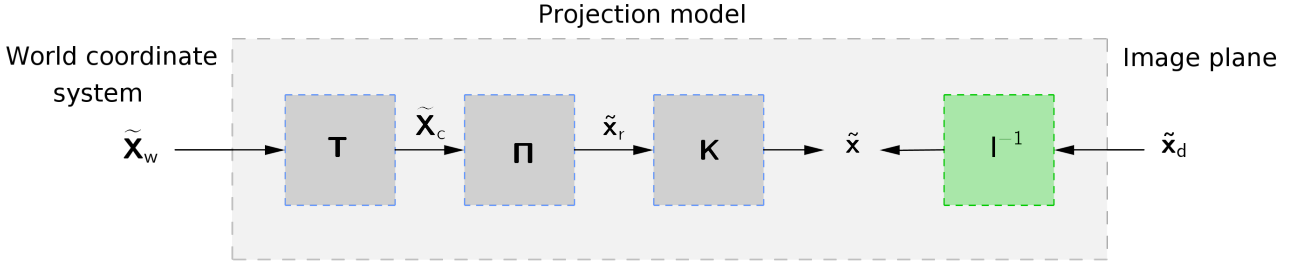 Projection model
World coordinate
system
Image plane
X̃w
T
X̃c
Π
x̃r
K
x̃
l⁻¹
x̃d